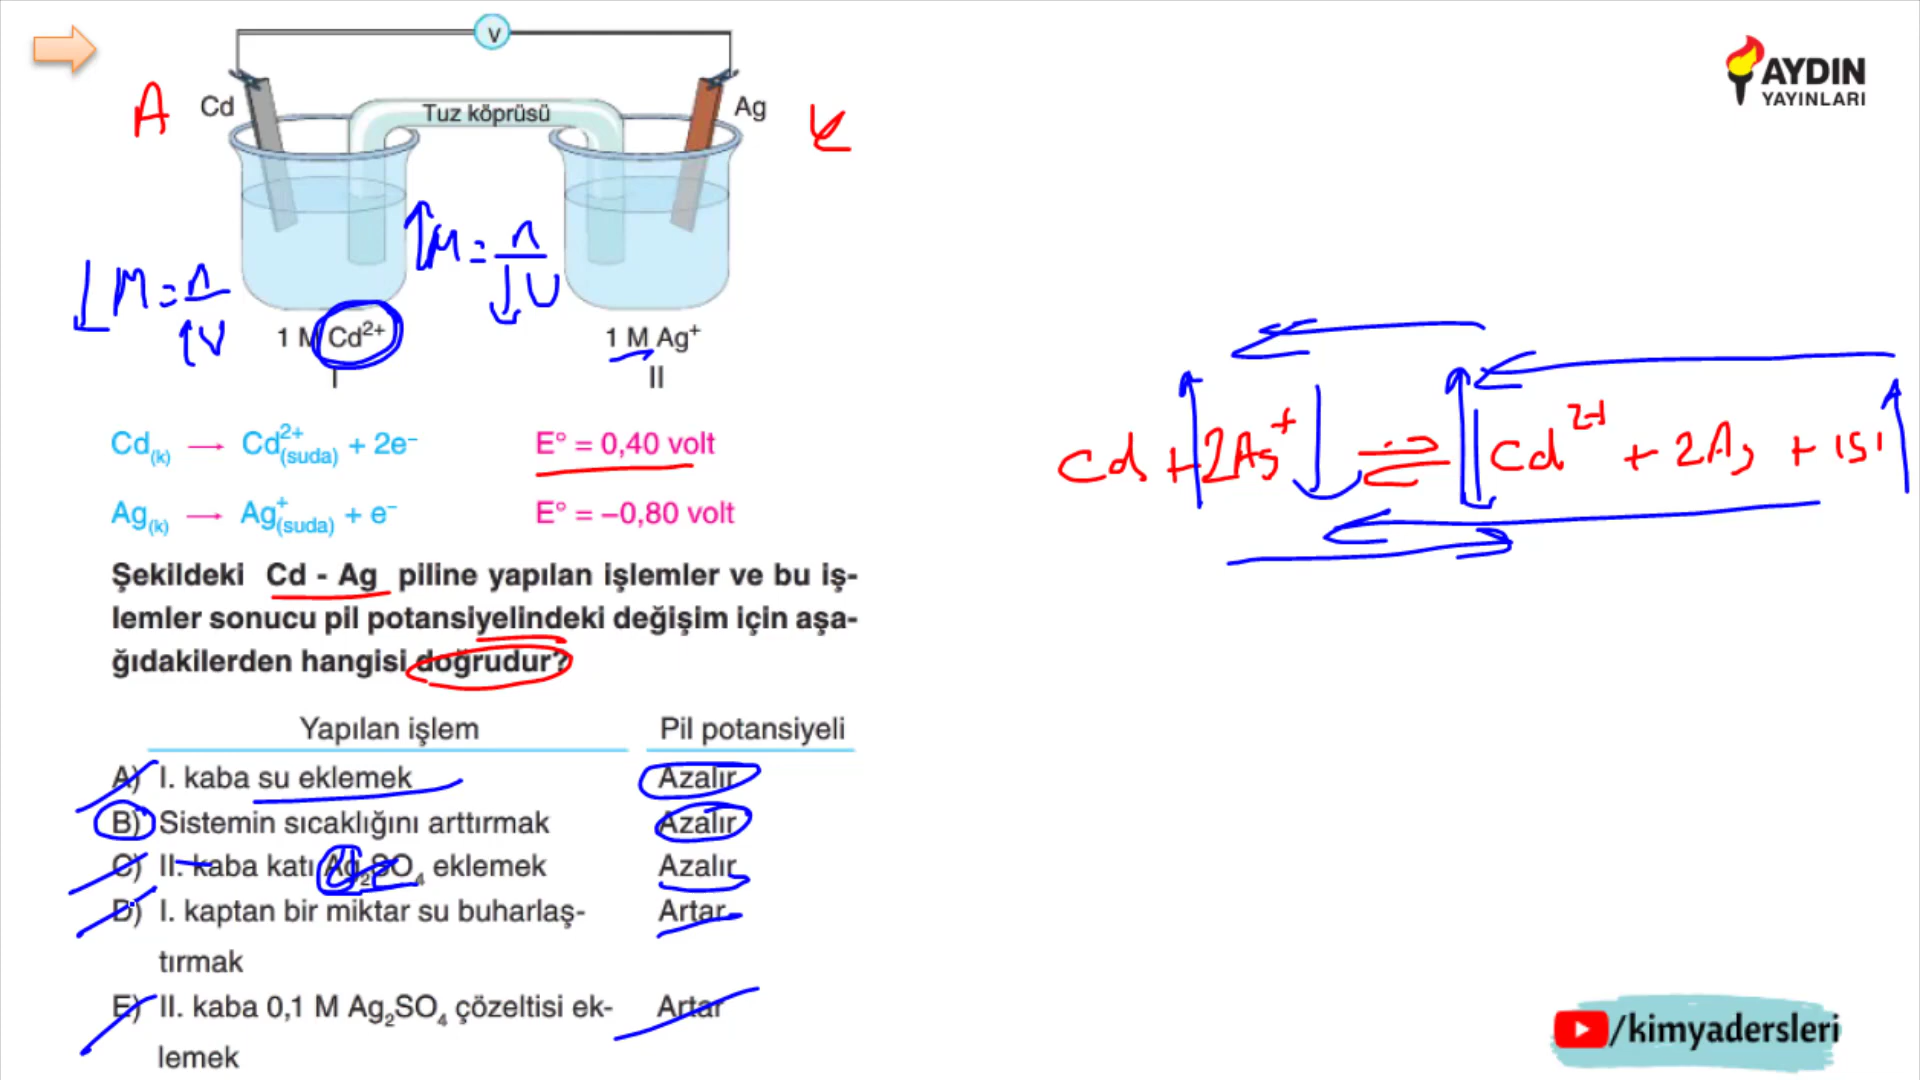 V
AYDIN
YAYINLARI
A
Cd
Tuz köprüsü
Ag
K
M = n / V
M = n / V
1 M Cd2+
1 M Ag+
I
II
Cd(k) → Cd2+(suda) + 2e– E° = 0,40 volt
Ag(k) → Ag+(suda) + e– E° = –0,80 volt
Cd + 2Ag+ ⇌ Cd2+ + 2Ag + ısı
Şekildeki Cd - Ag piline yapılan işlemler ve bu iş-
lemler sonucu pil potansiyelindeki değişim için aşa-
ğıdakilerden hangisi doğrudur?
Yapılan işlem Pil potansiyeli
A) I. kaba su eklemek Azalır
B) Sistemin sıcaklığını arttırmak Azalır
C) II. kaba katı Ag2SO4 eklemek Azalır
D) I. kaptan bir miktar su buharlaş- Artar
tırmak
E) II. kaba 0,1 M Ag2SO4 çözeltisi ek- Artar
lemek
/kimyadersleri